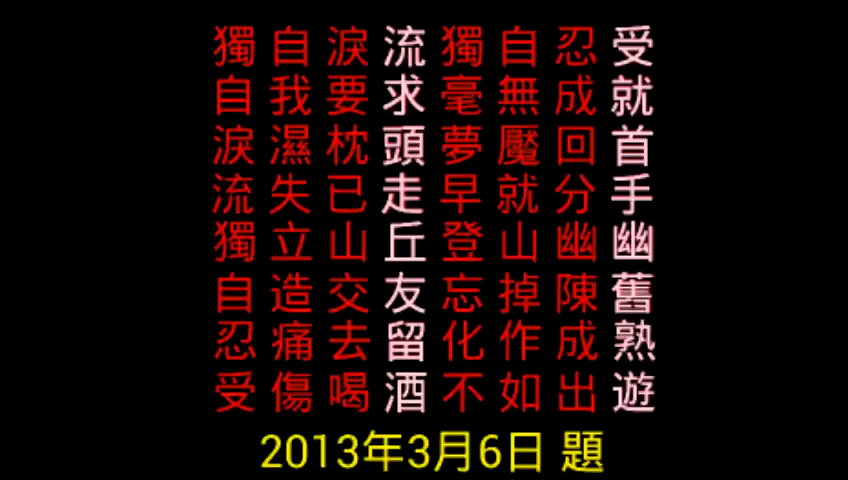 獨自淚流獨自忍受
自我要求毫無成就
淚濕枕頭夢魘回首
流失已走早就分手
獨立山丘登山幽幽
自造交友忘掉陳舊
忍痛去留化作成熟
受傷喝酒不如出遊
2013年3月6日 題